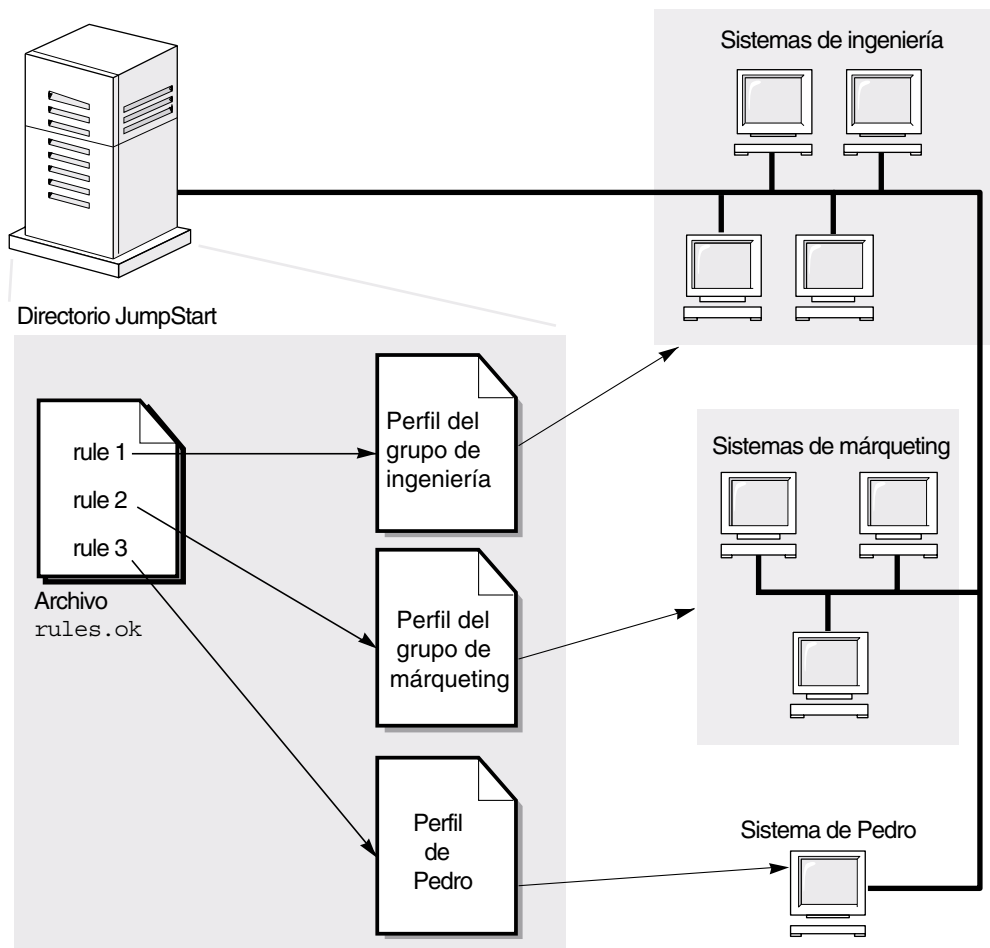 Sistemas de ingeniería
Directorio JumpStart
rule 1
rule 2
rule 3
Archivo
rules.ok
Perfil del
grupo de
ingeniería
Perfil del
grupo de
márqueting
Perfil
de
Pedro
Sistemas de márqueting
Sistema de Pedro